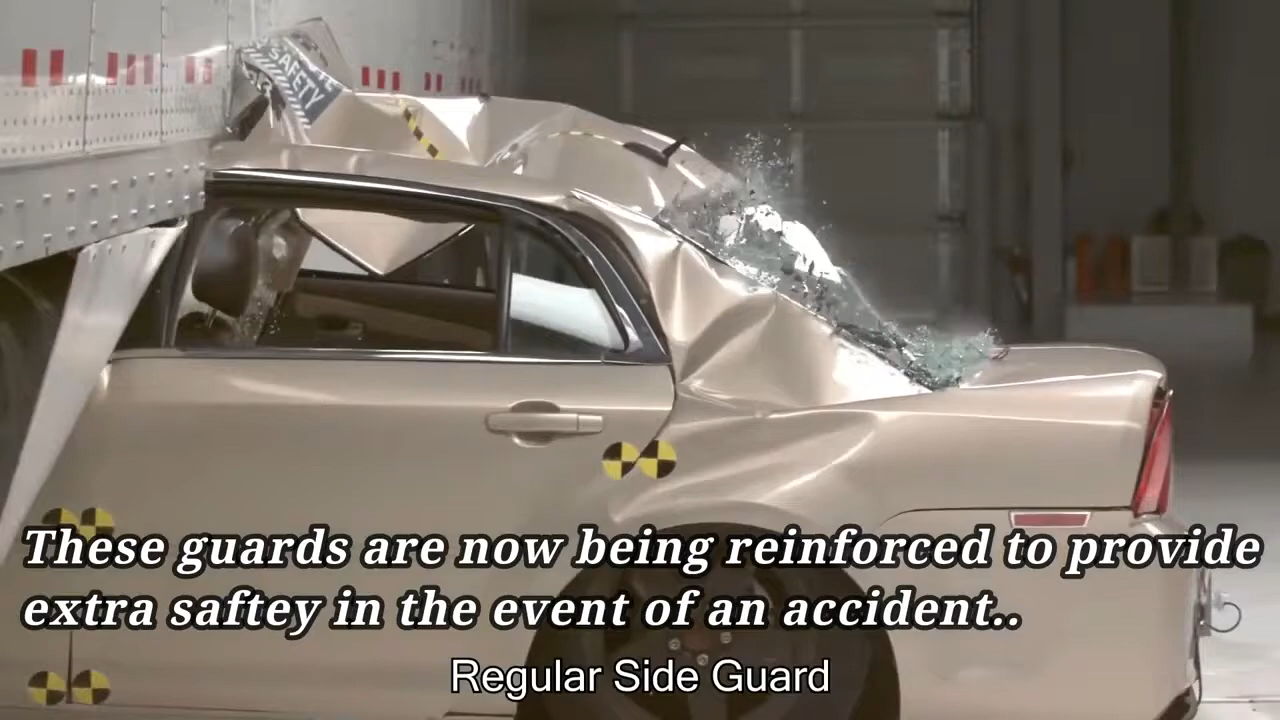 SAFETY
These guards are now being reinforced to provide
extra saftey in the event of an accident..
Regular Side Guard